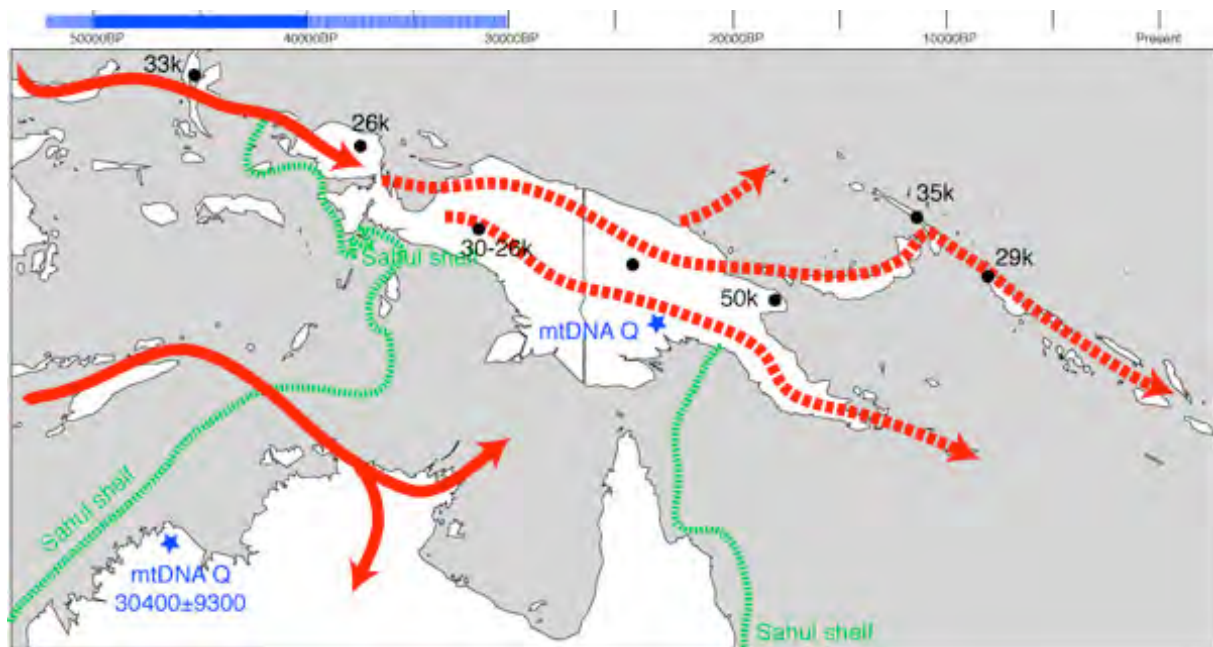 50000BP 40000BP 30000BP 20000BP 10000BP Present
33k
26k
35k
30-26k
Sahul shelf
29k
50k
mtDNA Q
Sahul shelf
mtDNA Q
30400±9300
Sahul shelf